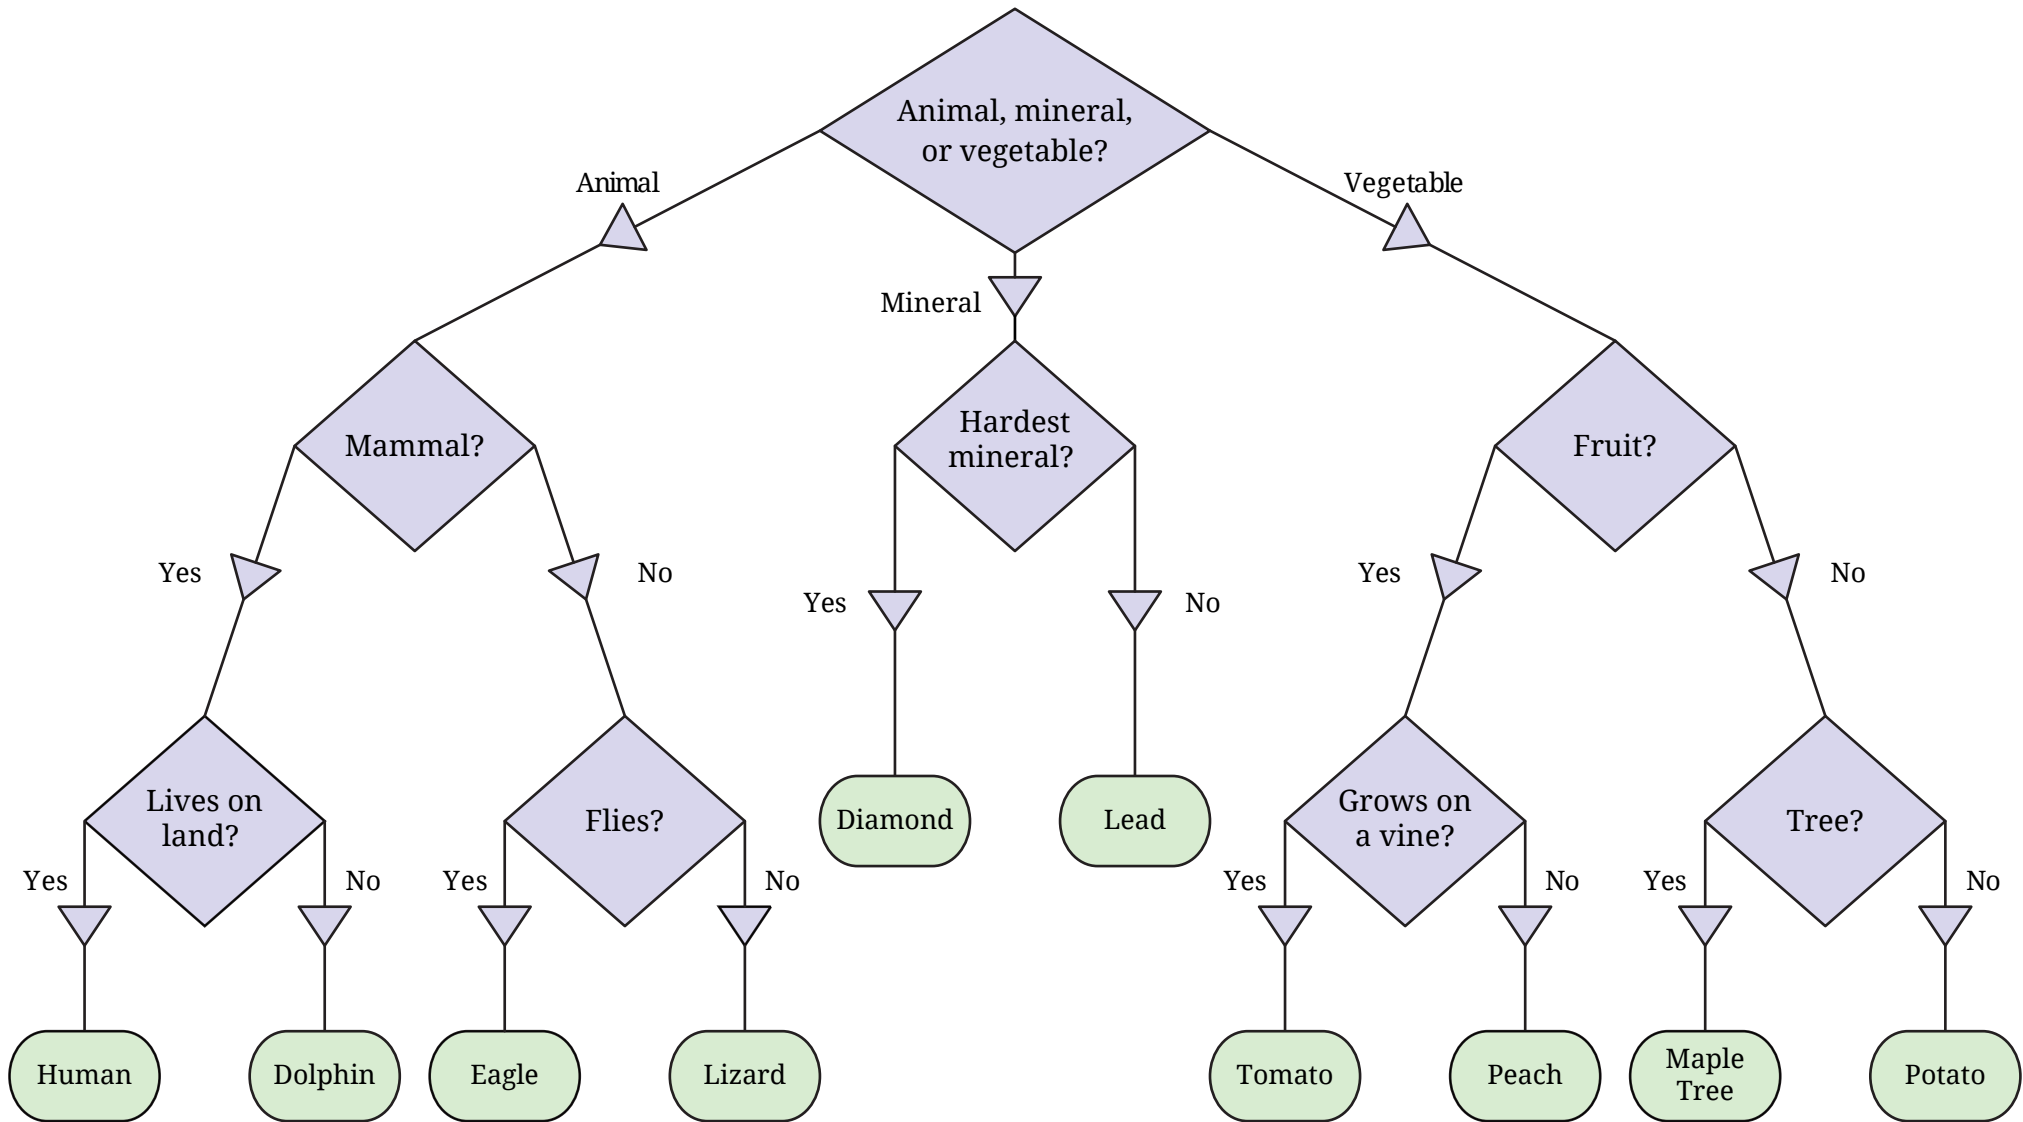 Animal, mineral,
or vegetable?
Animal
Vegetable
Mineral
Mammal?
Hardest
mineral?
Fruit?
Yes
No
Yes
No
Yes
No
Lives on
land?
Flies?
Diamond
Lead
Grows on
a vine?
Tree?
Yes
No
Yes
No
Yes
No
Yes
No
Human
Dolphin
Eagle
Lizard
Tomato
Peach
Maple
Tree
Potato